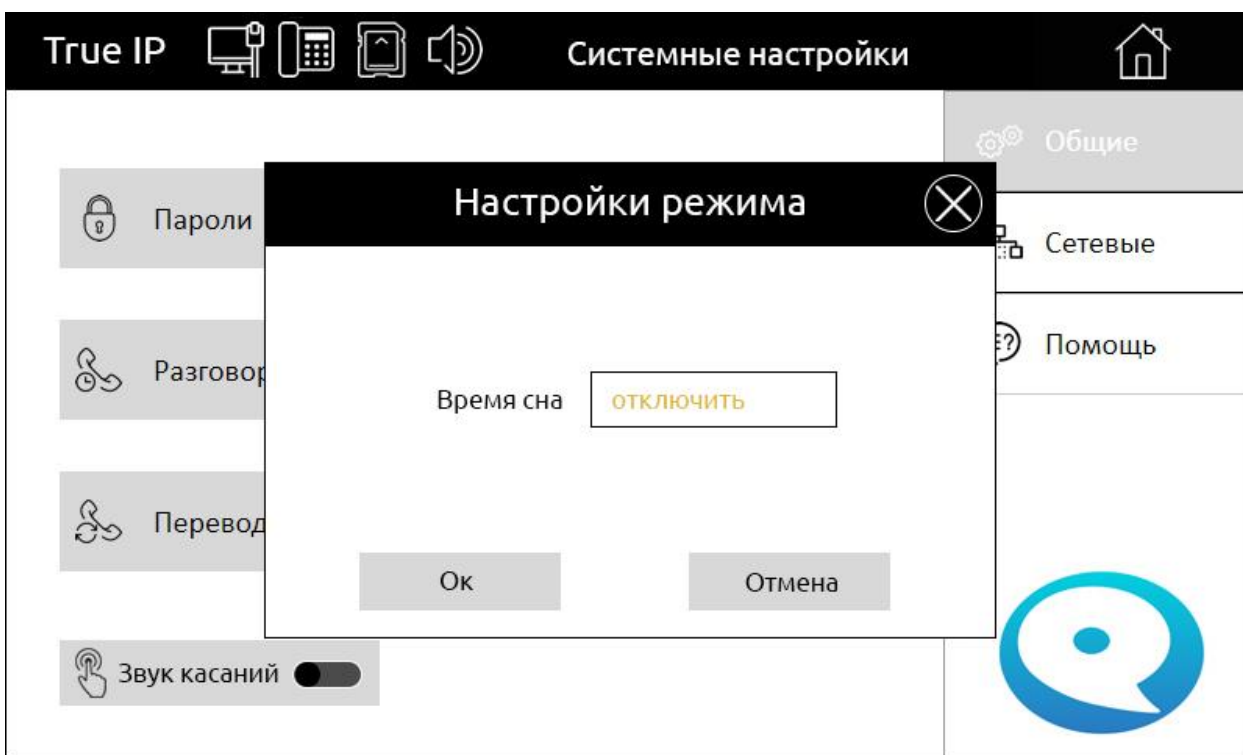 True IP Системные настройки
Общие
Настройки режима
Пароли
Сетевые
Помощь
Разговор
Время сна отключить
Перевод
Ок Отмена
Звук касаний